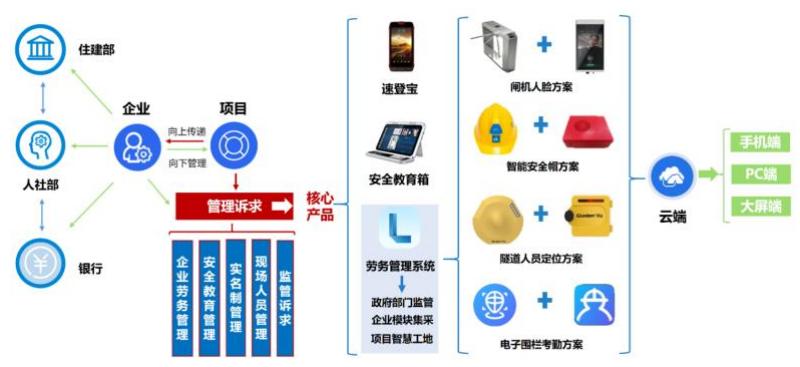 住建部
企业
项目
向上传递
向下管理
人社部
管理诉求
核心
产品
银行
企业劳务管理
安全教育管理
实名制管理
现场人员管理
监管诉求
速登宝
安全教育箱
劳务管理系统
政府部门监管
企业模块集采
项目智慧工地
闸机人脸方案
智能安全帽方案
隧道人员定位方案
电子围栏考勤方案
云端
手机端
PC端
大屏端